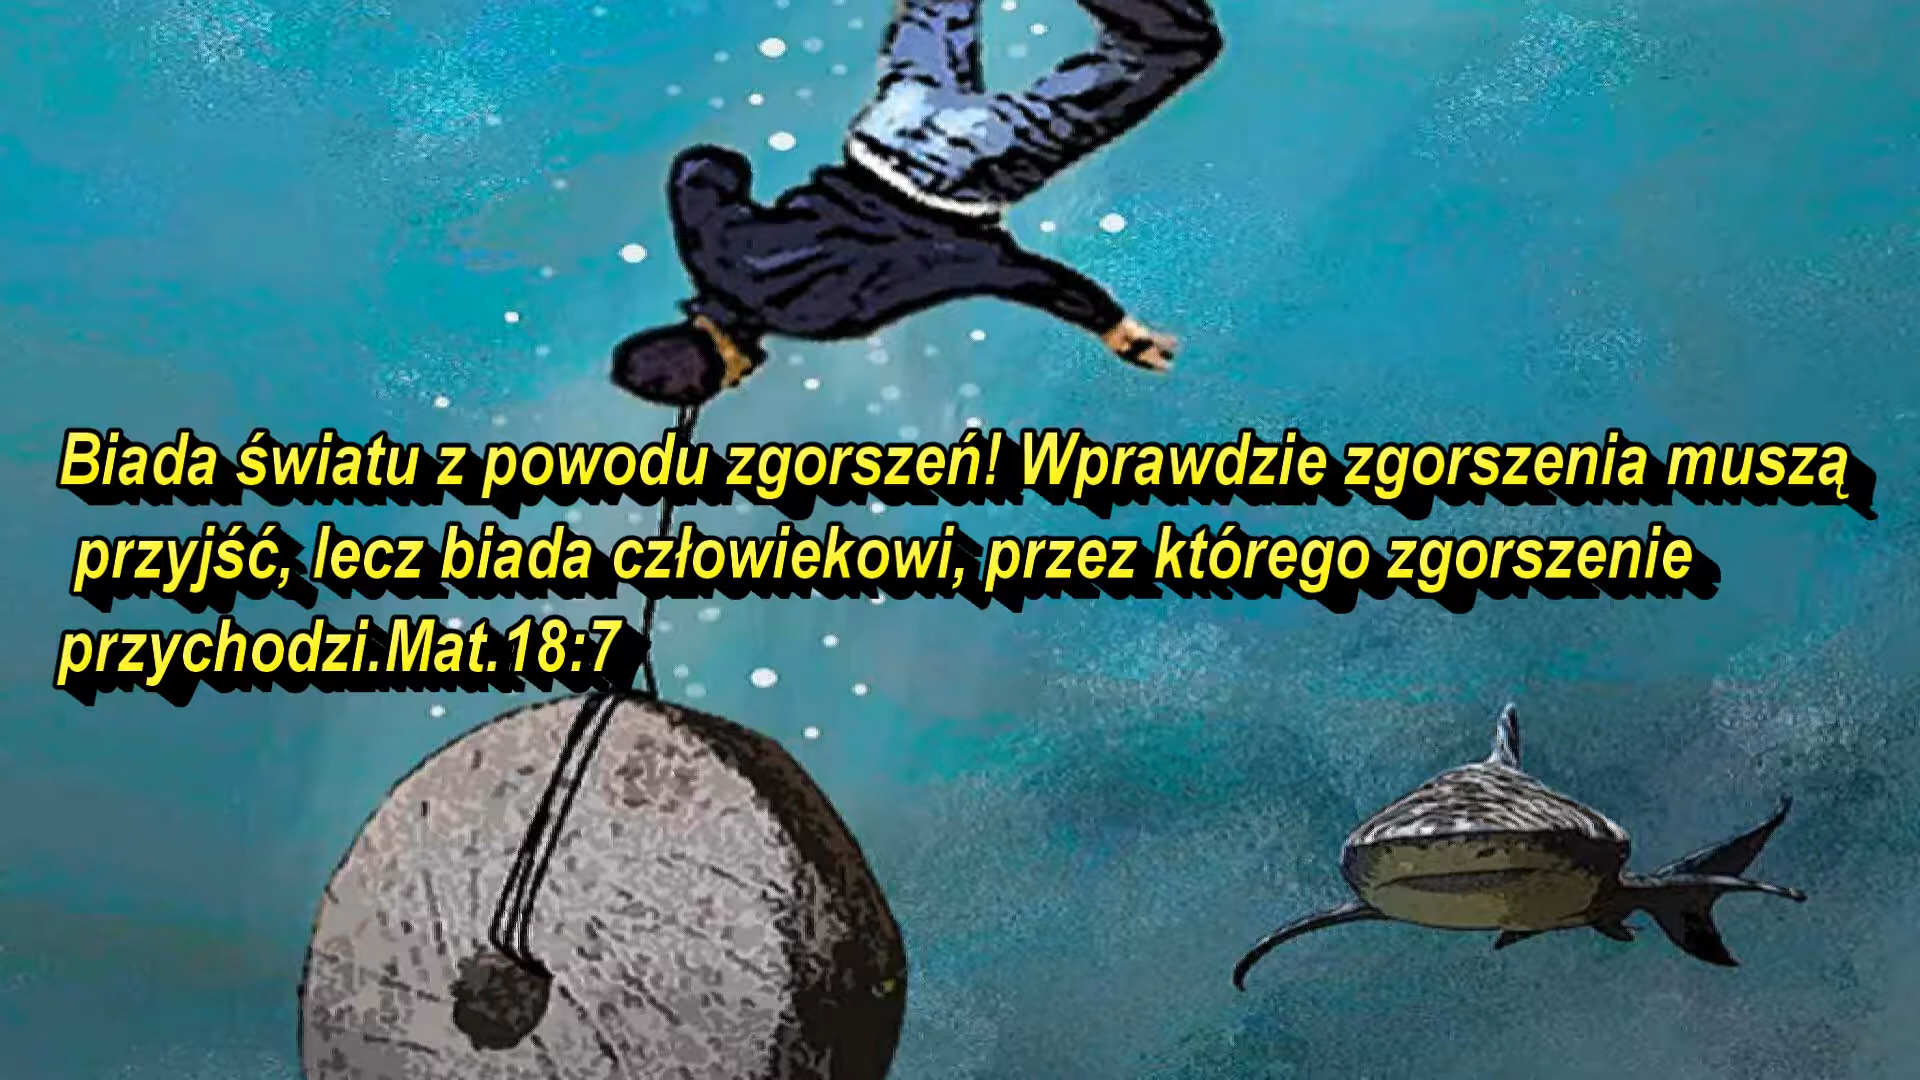 Biada światu z powodu zgorszeń! Wprawdzie zgorszenia muszą
przyjść, lecz biada człowiekowi, przez którego zgorszenie
przychodzi.Mat.18:7